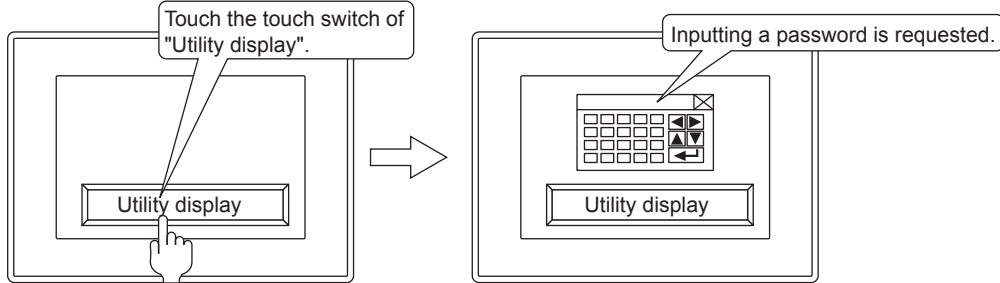 Touch the touch switch of
"Utility display".
Utility display
Inputting a password is requested.
Utility display